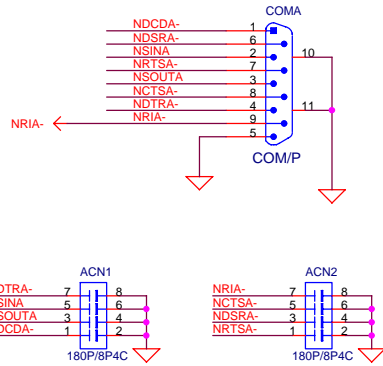 COMA
NDCDA- 1
NDSRA- 6
NSINA 2 10
NRTSA- 7
NSOUTA 3
NCTSA- 8
NDTRA- 4 11
NRIA- NRIA- 9
5
COM/P
ACN1 ACN2
DTRA- 7 8 NRIA- 7 8
SINA 5 6 NCTSA- 5 6
SOUTA 3 4 NDSRA- 3 4
DCDA- 1 2 NRTSA- 1 2
180P/8P4C 180P/8P4C